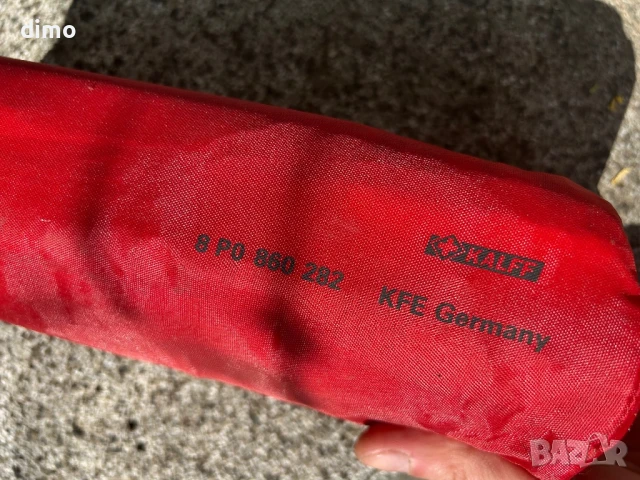 dimo
KALFF
8 P0 860 282 KFE Germany
BAZAR